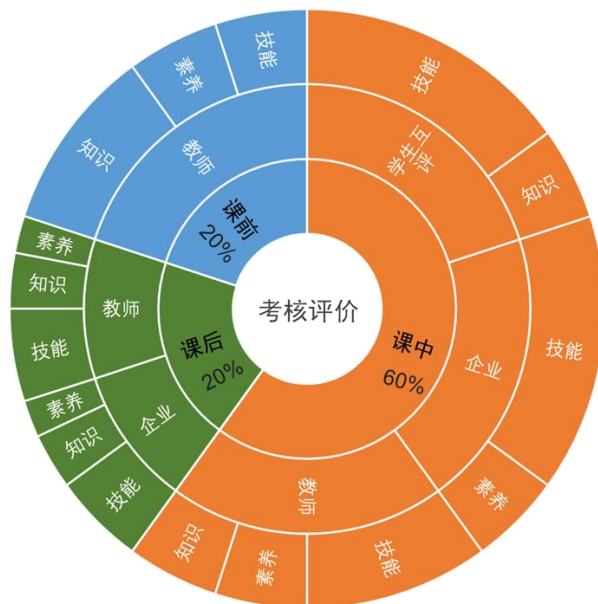 考核评价
课中
60%
学生互评
技能
知识
企业
技能
素养
教师
技能
素养
知识
课后
20%
企业
技能
知识
素养
教师
技能
知识
素养
课前
20%
教师
知识
素养
技能